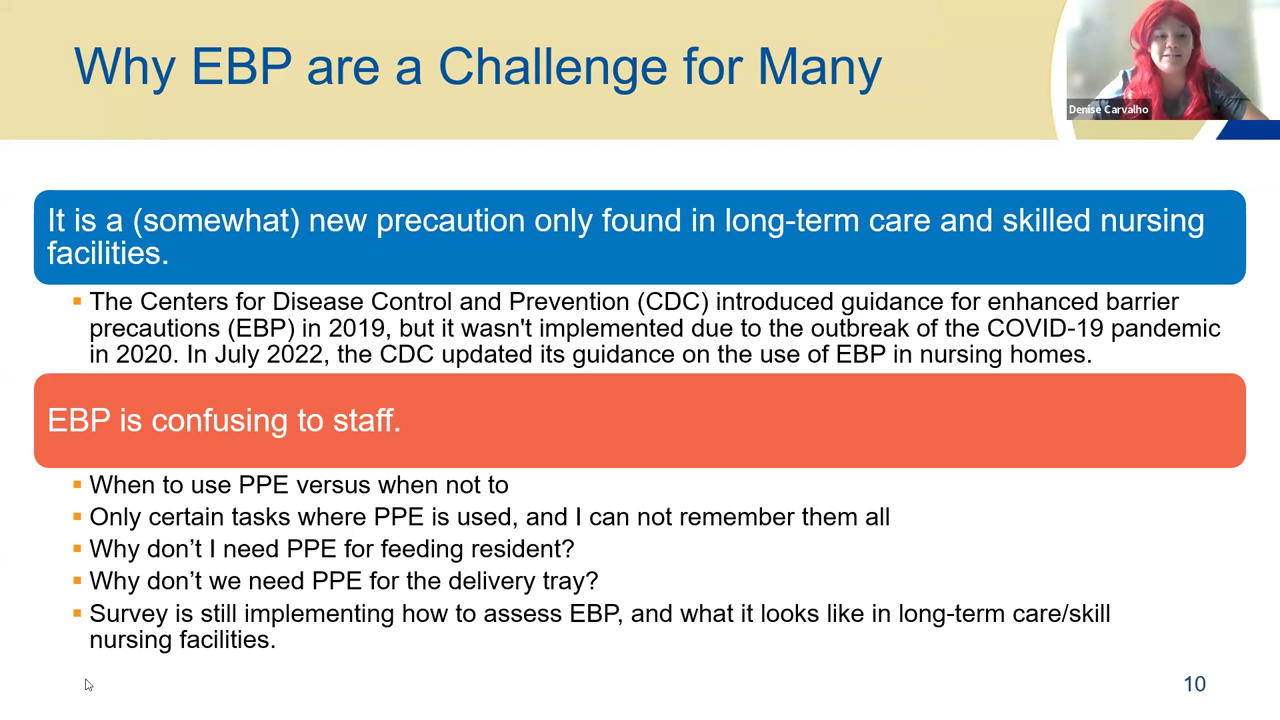 Why EBP are a Challenge for Many
Denise Carvalho
It is a (somewhat) new precaution only found in long-term care and skilled nursing
facilities.
▪ The Centers for Disease Control and Prevention (CDC) introduced guidance for enhanced barrier
precautions (EBP) in 2019, but it wasn't implemented due to the outbreak of the COVID-19 pandemic
in 2020. In July 2022, the CDC updated its guidance on the use of EBP in nursing homes.
EBP is confusing to staff.
▪ When to use PPE versus when not to
▪ Only certain tasks where PPE is used, and I can not remember them all
▪ Why don’t I need PPE for feeding resident?
▪ Why don’t we need PPE for the delivery tray?
▪ Survey is still implementing how to assess EBP, and what it looks like in long-term care/skill
nursing facilities.
10